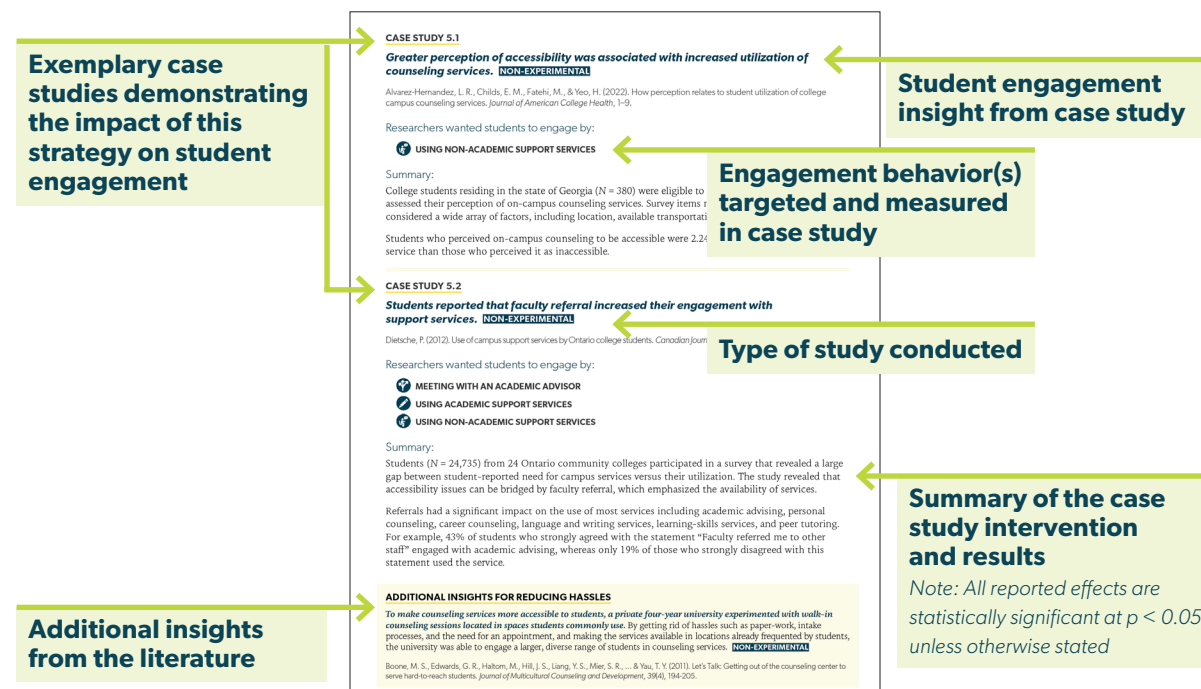 Exemplary case
studies demonstrating
the impact of this
strategy on student
engagement
CASE STUDY 5.1
Greater perception of accessibility was associated with increased utilization of
counseling services. NON-EXPERIMENTAL
Alvarez-Hernandez, L. R., Childs, E. M., Fatehi, M., & Yeo, H. (2022). How perception relates to student utilization of college
campus counseling services. Journal of American College Health, 1–9.
Student engagement
insight from case study
Researchers wanted students to engage by:
USING NON-ACADEMIC SUPPORT SERVICES
Engagement behavior(s)
targeted and measured
in case study
Summary:
College students residing in the state of Georgia (N = 380) were eligible to
assessed their perception of on-campus counseling services. Survey items
considered a wide array of factors, including location, available
Students who perceived on-campus counseling to be accessible were 2.24
service than those who perceived it as inaccessible.
CASE STUDY 5.2
Students reported that faculty referral increased their engagement with
support services. NON-EXPERIMENTAL
Dietsche, P. (2012). Use of campus support services by Ontario college students. Canadian
Type of study conducted
Researchers wanted students to engage by:
MEETING WITH AN ACADEMIC ADVISOR
USING ACADEMIC SUPPORT SERVICES
USING NON-ACADEMIC SUPPORT SERVICES
Summary:
Students (N = 24,735) from 24 Ontario community colleges participated in a survey that revealed a large
gap between student-reported need for campus services versus their utilization. The study revealed that
accessibility issues can be bridged by faculty referral, which emphasized the availability of services.
Referrals had a significant impact on the use of most services including academic advising, personal
counseling, career counseling, language and writing services, learning-skills services, and peer tutoring.
For example, 43% of students who strongly agreed with the statement “Faculty referred me to other
staff” engaged with academic advising, whereas only 19% of those who strongly disagreed with this
statement used the service.
Summary of the case
study intervention
and results
Note: All reported effects are
statistically significant at p < 0.05
unless otherwise stated
Additional insights
from the literature
ADDITIONAL INSIGHTS FOR REDUCING HASSLES
To make counseling services more accessible to students, a private four-year university experimented with walk-in
counseling sessions located in spaces students commonly use. By getting rid of hassles such as paper-work, intake
processes, and the need for an appointment, and making the services available in locations already frequented by students,
the university was able to engage a larger, diverse range of students in counseling services. NON-EXPERIMENTAL
Boone, M. S., Edwards, G. R., Haltom, M., Hill, J. S., Liang, Y. S., Mier, S. R., ... & Yau, T. Y. (2011). Let's Talk: Getting out of the counseling center to
serve hard-to-reach students. Journal of Multicultural Counseling and Development, 39(4), 194-205.